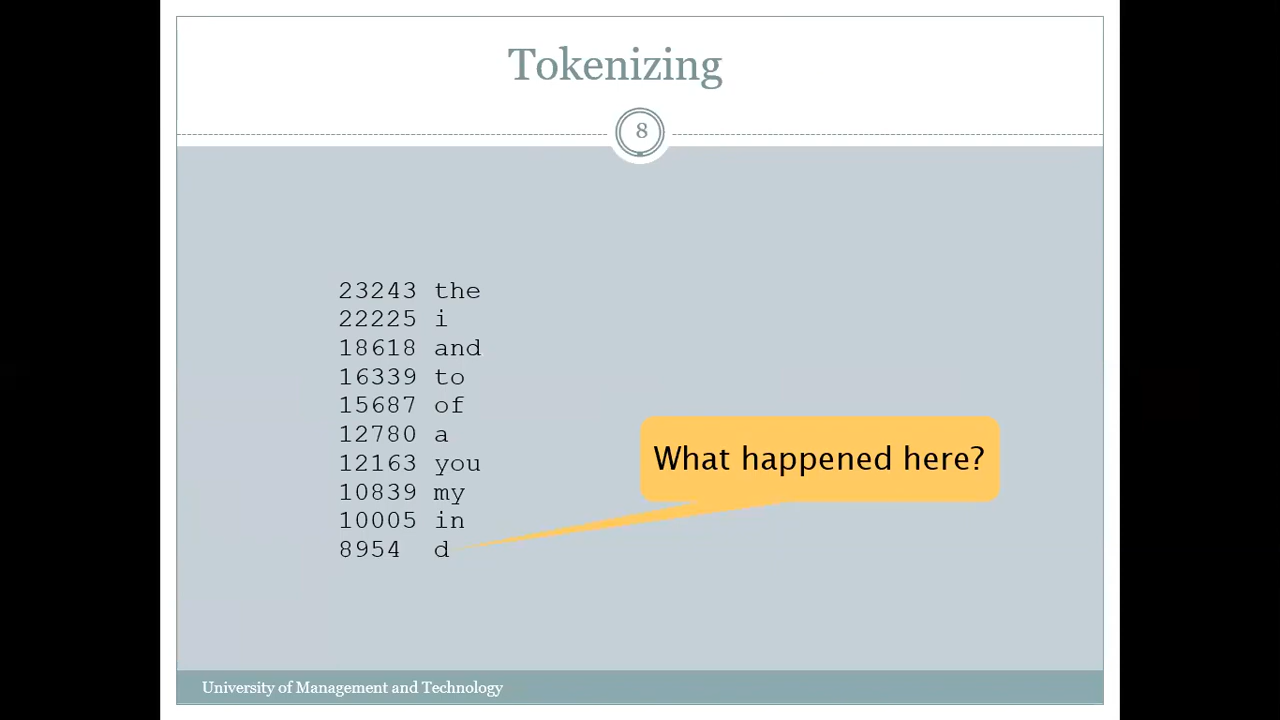 Tokenizing
8
23243 the
22225 i
18618 and
16339 to
15687 of
12780 a
12163 you
10839 my
10005 in
8954 d
What happened here?
University of Management and Technology